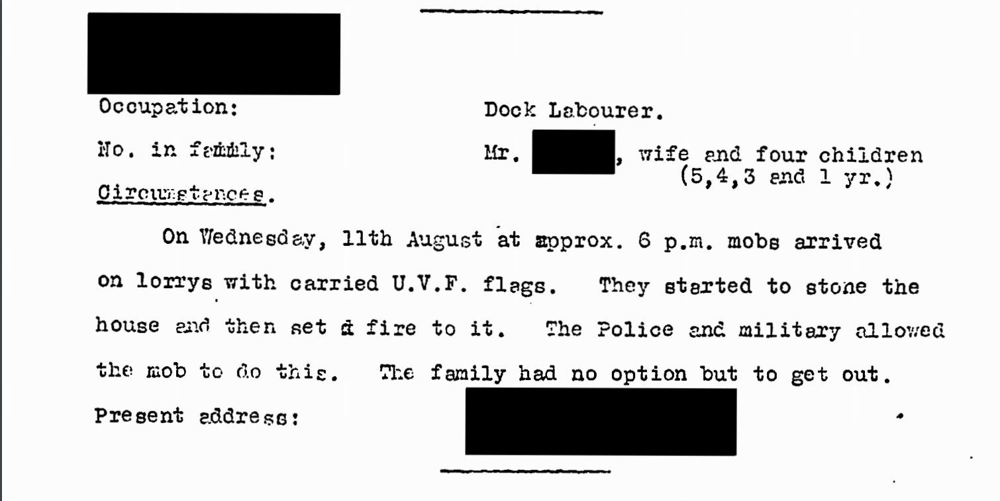 Occupation: Dock Labourer.
No. in family: Mr. , wife and four children
(5,4,3 and 1 yr.)
Circumstances.
On Wednesday, 11th August at approx. 6 p.m. mobs arrived
on lorrys with carried U.V.F. flags. They started to stone the
house and then set fire to it. The Police and military allowed
the mob to do this. The family had no option but to get out.
Present address: